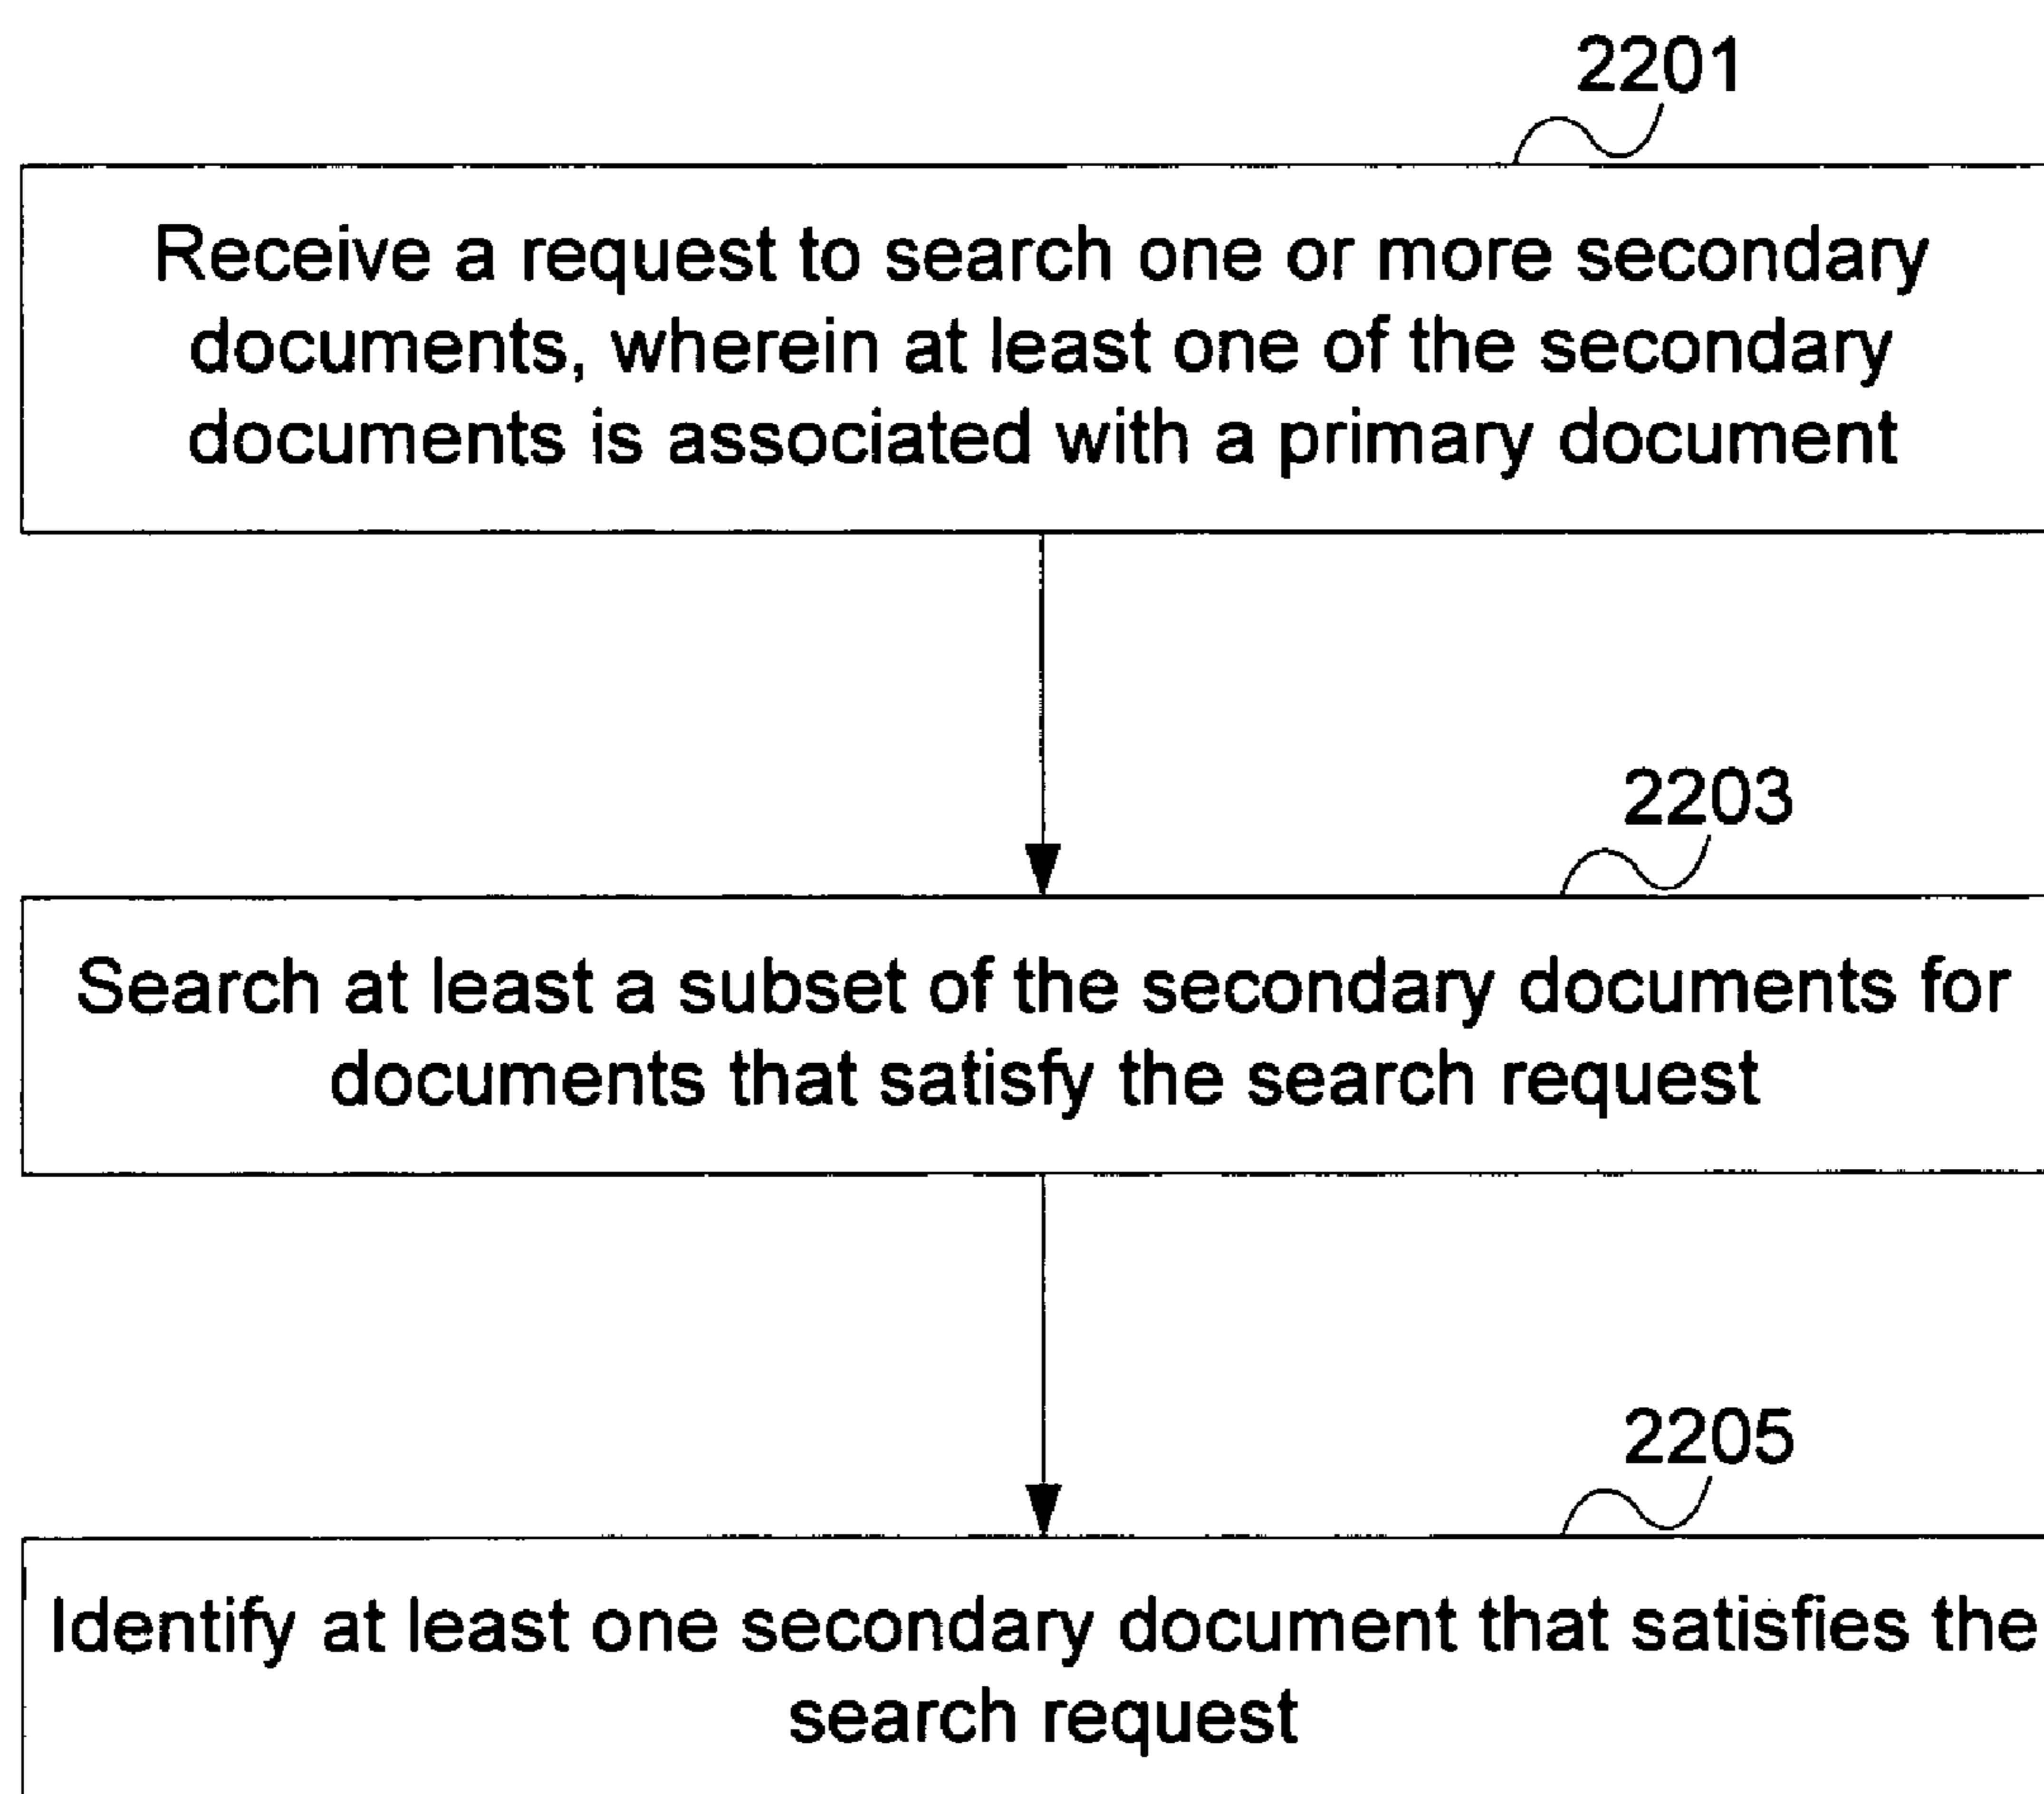 2201
Receive a request to search one or more secondary
documents, wherein at least one of the secondary
documents is associated with a primary document
2203
Search at least a subset of the secondary documents for
documents that satisfy the search request
2205
Identify at least one secondary document that satisfies the
search request